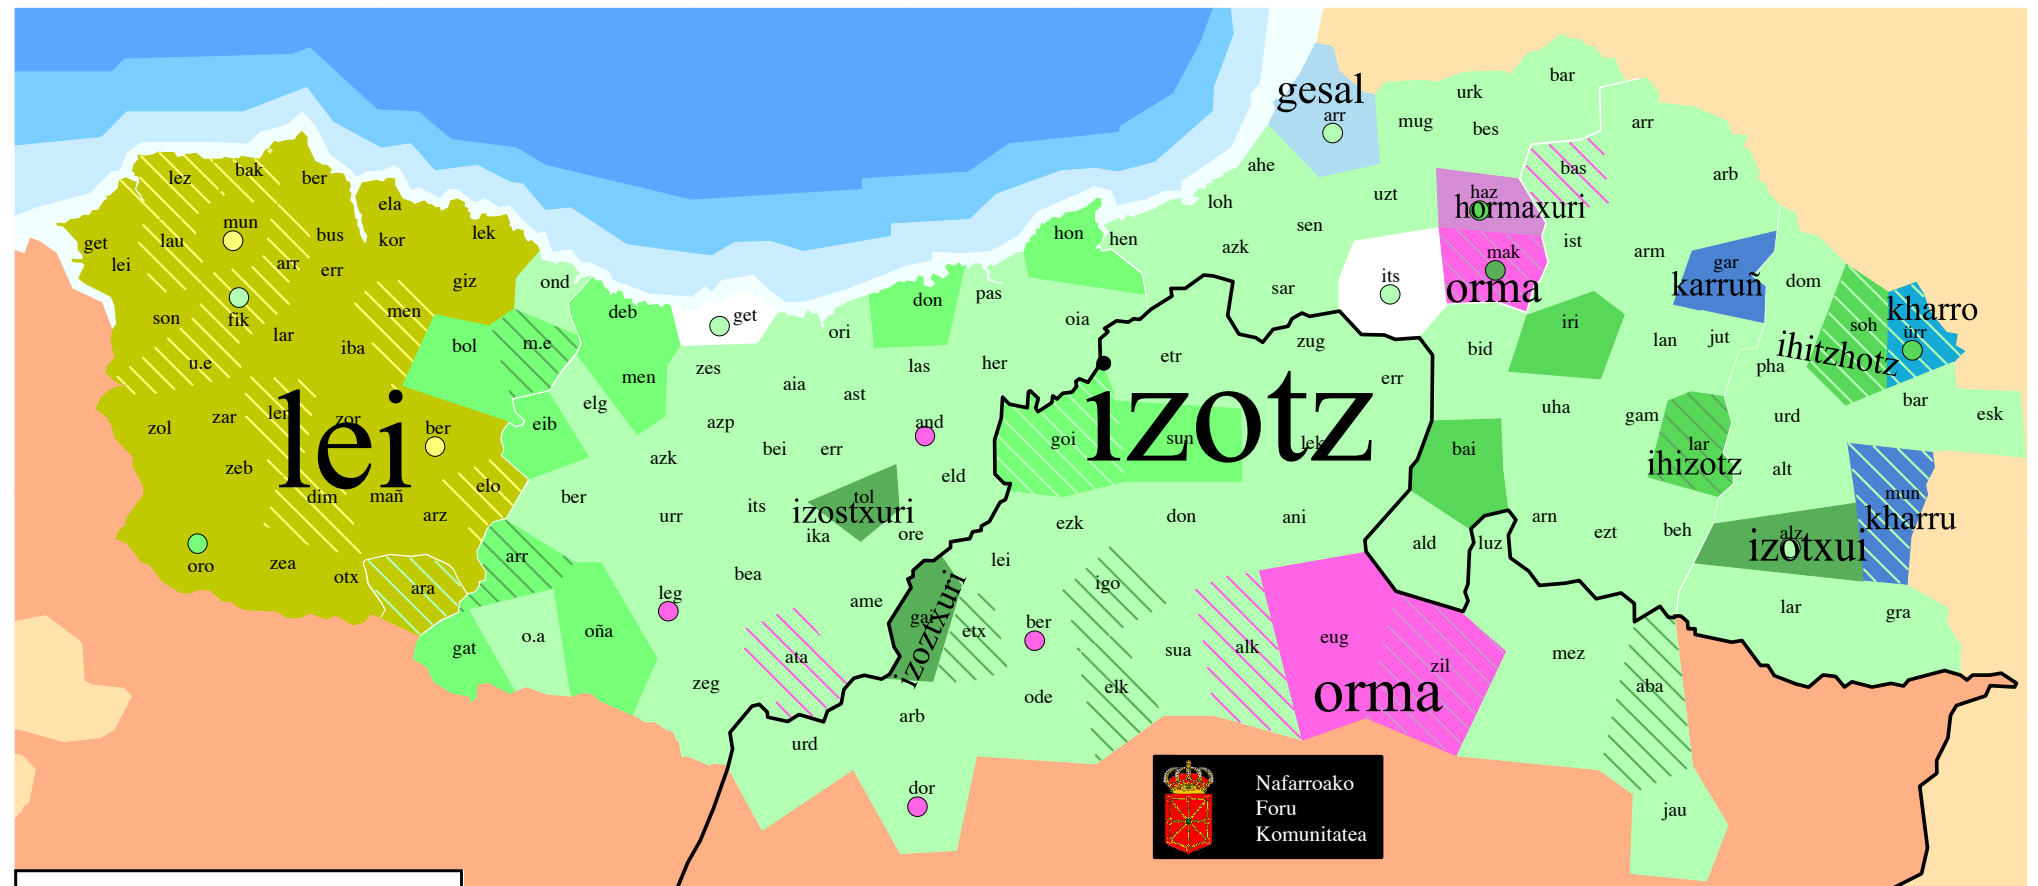 gesal
arr
bar
urk
mug
bes
arr
bas
arb
ahe
lez
bak
ber
haz
hormaxuri
uzt
loh
ela
mun
bus
kor
lek
hon
hen
azk
sen
ist
get
lau
lei
arr
err
giz
mak
orma
arm
gar
karruñ
its
sar
ond
dom
kharro
ürr
don
pas
deb
get
son
fik
men
ori
oia
iri
soh
ihitzhotz
lar
iba
bol
m.e
u.e
men
zes
las
her
etr
zug
bid
lan
jut
pha
aia
ast
err
izotz
lei
elg
bar
esk
zol
zar
len
zor
ber
eib
azp
and
goi
sun
lek
bai
uha
gam
urd
azk
bei
err
lar
ihizotz
alt
zeb
dim
mañ
elo
ber
eld
tol
izostxuri
its
ika
ore
mun
kharru
arz
urr
ezk
don
ani
arn
ezt
beh
alz
izotxui
ald
luz
oro
zea
otx
ara
arr
bea
lei
igo
leg
ame
gai
izoztxuri
etx
ber
lar
gra
gat
o.a
oña
ata
sua
alk
eug
zil
orma
mez
zeg
ode
elk
aba
arb
urd
dor
jau
Nafarroako
Foru
Komunitatea